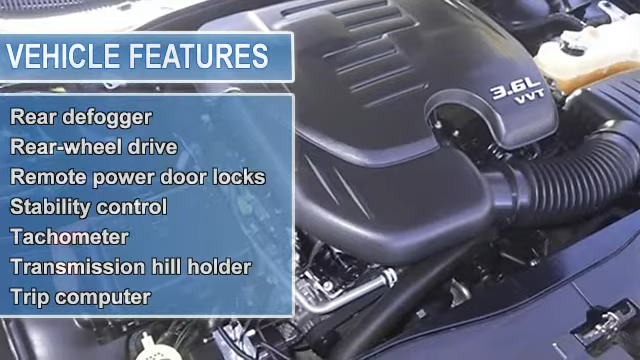 VEHICLE FEATURES
Rear defogger
Rear-wheel drive
Remote power door locks
Stability control
Tachometer
Transmission hill holder
Trip computer
3.6L
VVT